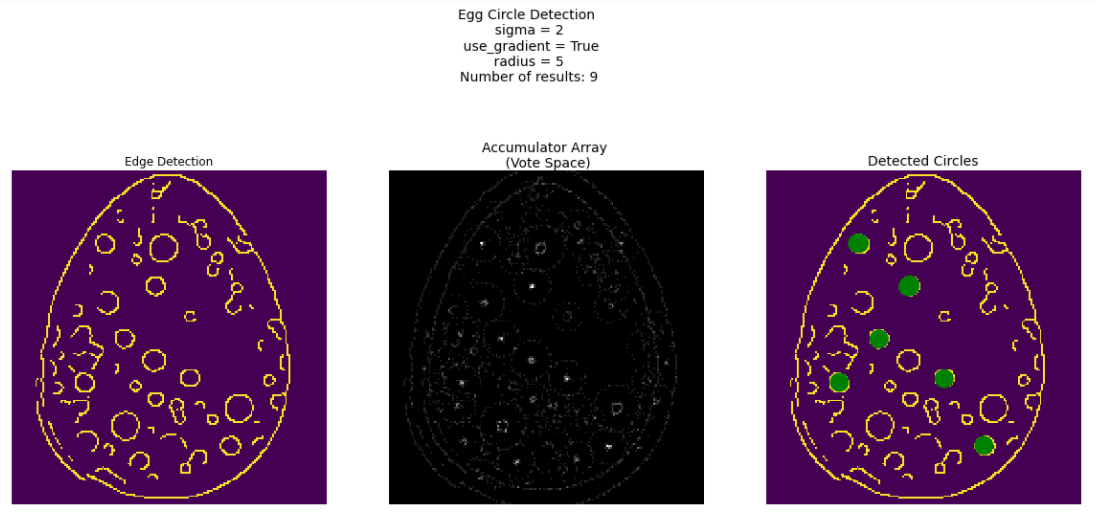 Egg Circle Detection
sigma = 2
use_gradient = True
radius = 5
Number of results: 9
Edge Detection
Accumulator Array
(Vote Space)
Detected Circles